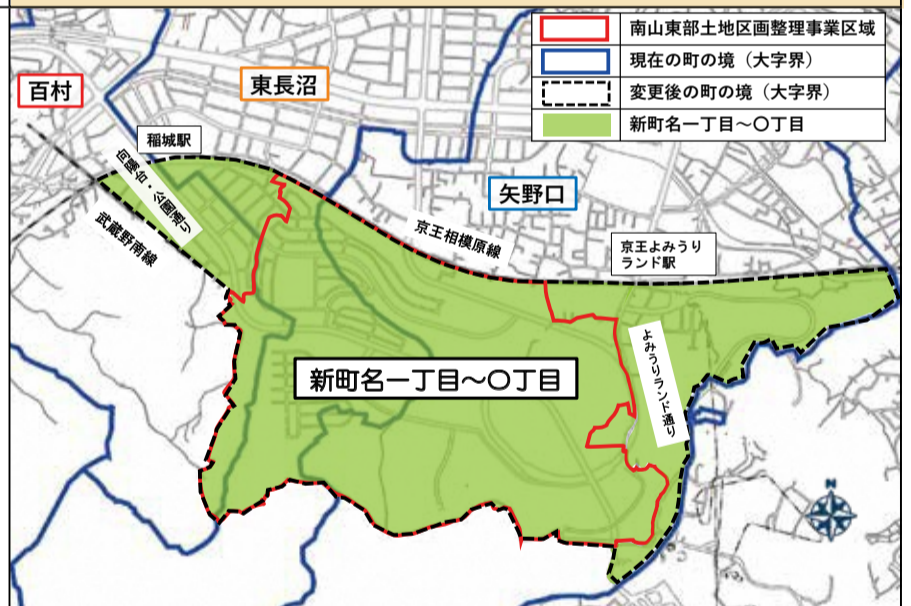 南山東部土地区画整理事業区域
現在の町の境（大字界）
変更後の町の境（大字界）
新町名一丁目～〇丁目
百村
東長沼
稲城駅
向陽台・公園通り
武蔵野南線
矢野口
京王相模原線
京王よみうり
ランド駅
よみうりランド通り
新町名一丁目～〇丁目
N